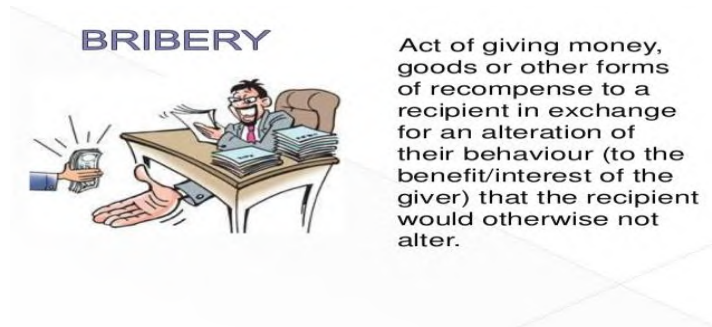 BRIBERY
Act of giving money,
goods or other forms
of recompense to a
recipient in exchange
for an alteration of
their behaviour (to the
benefit/interest of the
giver) that the recipient
would otherwise not
alter.